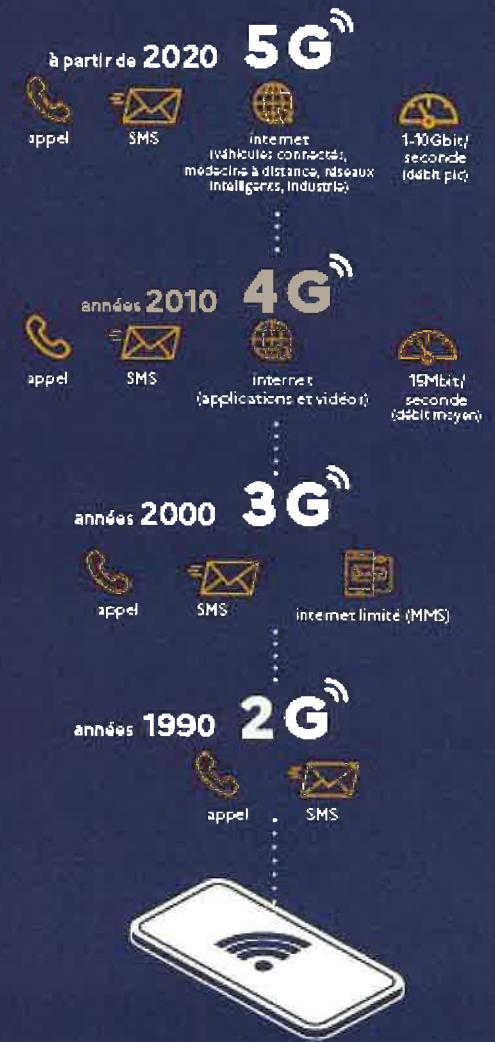 à partir de 2020 5G
appel
SMS
internet
(véhicules connectés,
médecine à distance, réseaux
intelligents, industrie)
1-10Gbit/
seconde
(débit pic)
années 2010 4G
appel
SMS
internet
(applications et vidéos)
15Mbit/
seconde
(débit moyen)
années 2000 3G
appel
SMS
internet limité (MMS)
années 1990 2G
appel
SMS